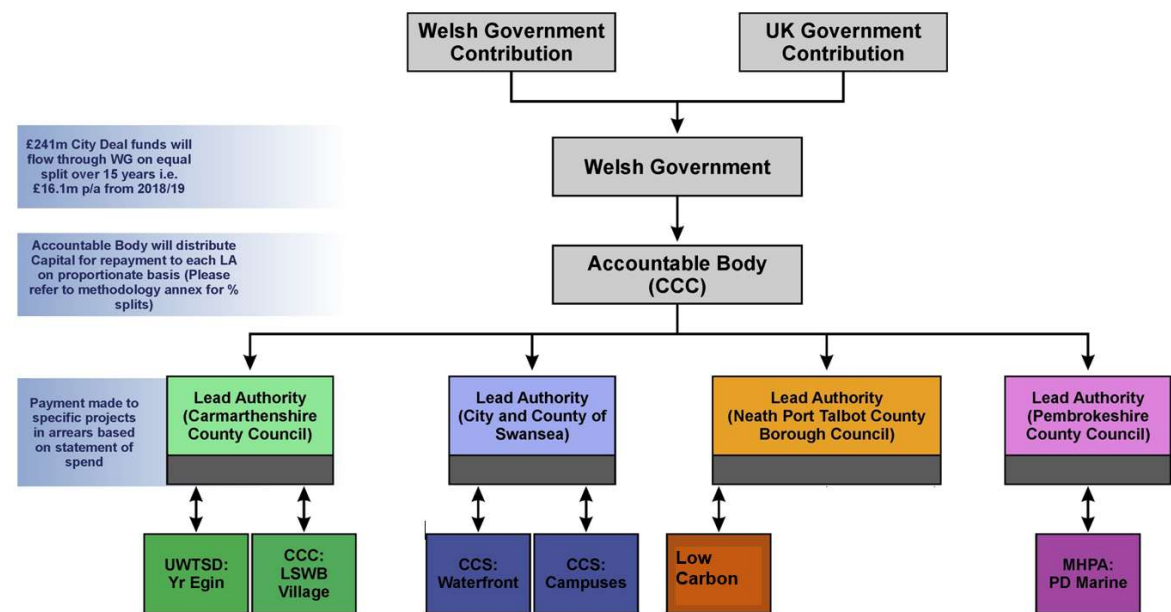 Welsh Government
Contribution
UK Government
Contribution
£241m City Deal funds will
flow through WG on equal
split over 15 years i.e.
£16.1m p/a from 2018/19
Welsh Government
Accountable Body will distribute
Capital for repayment to each LA
on proportionate basis (Please
refer to methodology annex for %
splits)
Accountable Body
(CCC)
Payment made to
specific projects
in arrears based
on statement of
spend
Lead Authority
(Carmarthenshire
County Council)
Lead Authority
(City and County of
Swansea)
Lead Authority
(Neath Port Talbot County
Borough Council)
Lead Authority
(Pembrokeshire
County Council)
UWTSD:
Yr Egin
CCC:
LSWB
Village
CCS:
Waterfront
CCS:
Campuses
Low
Carbon
MHPA:
PD Marine